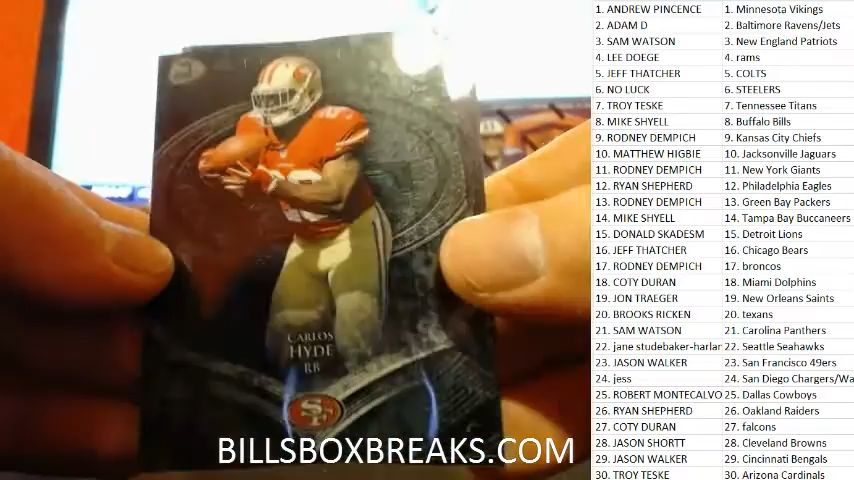 CARLOS
HYDE
RB
SF
BILLSBOXBREAKS.COM
1. ANDREW PINCENCE 1. Minnesota Vikings
2. ADAM D 2. Baltimore Ravens/Jets
3. SAM WATSON 3. New England Patriots
4. LEE DOEGE 4. rams
5. JEFF THATCHER 5. COLTS
6. NO LUCK 6. STEELERS
7. TROY TESKE 7. Tennessee Titans
8. MIKE SHYELL 8. Buffalo Bills
9. RODNEY DEMPICH 9. Kansas City Chiefs
10. MATTHEW HIGBIE 10. Jacksonville Jaguars
11. RODNEY DEMPICH 11. New York Giants
12. RYAN SHEPHERD 12. Philadelphia Eagles
13. RODNEY DEMPICH 13. Green Bay Packers
14. MIKE SHYELL 14. Tampa Bay Buccaneers
15. DONALD SKADESM 15. Detroit Lions
16. JEFF THATCHER 16. Chicago Bears
17. RODNEY DEMPICH 17. broncos
18. COTY DURAN 18. Miami Dolphins
19. JON TRAEGER 19. New Orleans Saints
20. BROOKS RICKEN 20. texans
21. SAM WATSON 21. Carolina Panthers
22. jane studebaker-harlar 22. Seattle Seahawks
23. JASON WALKER 23. San Francisco 49ers
24. jess 24. San Diego Chargers/Wa
25. ROBERT MONTECALVO 25. Dallas Cowboys
26. RYAN SHEPHERD 26. Oakland Raiders
27. COTY DURAN 27. falcons
28. JASON SHORTT 28. Cleveland Browns
29. JASON WALKER 29. Cincinnati Bengals
30. TROY TESKE 30. Arizona Cardinals